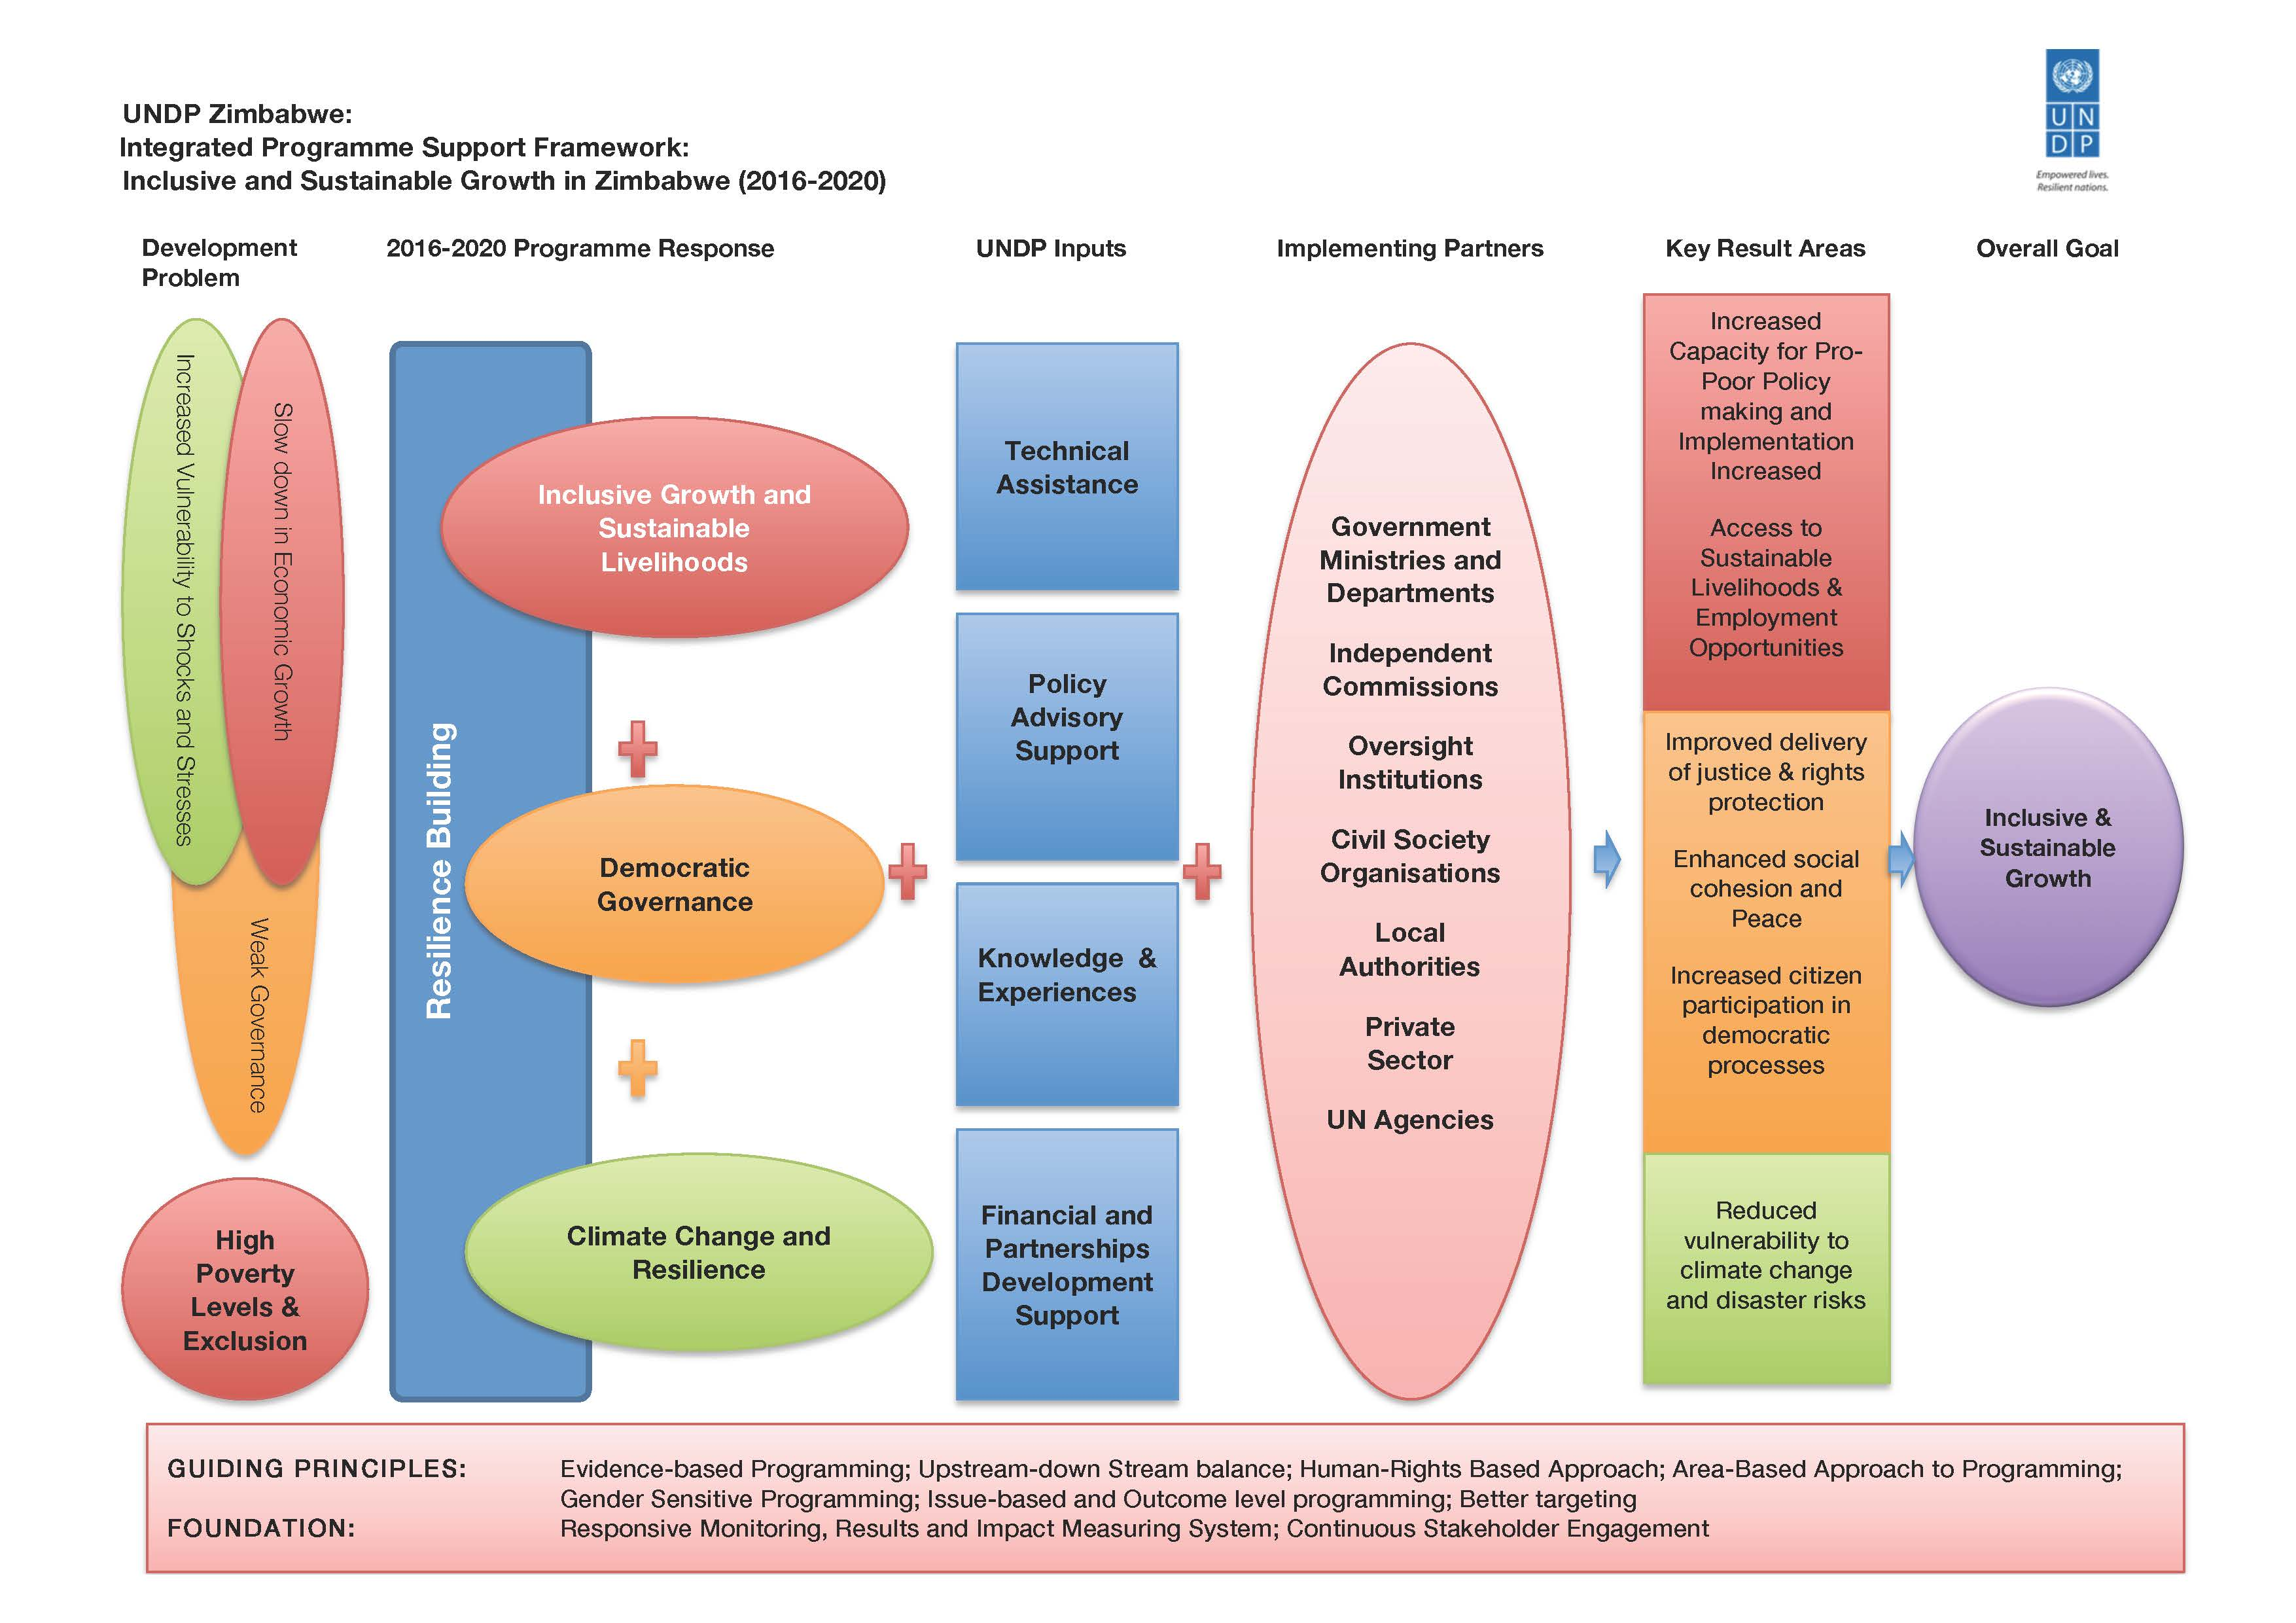 UNDP Zimbabwe:
Integrated Programme Support Framework:
Inclusive and Sustainable Growth in Zimbabwe (2016-2020)
U N
D P
Empowered lives.
Resilient nations.
Development
Problem
2016-2020 Programme Response
UNDP Inputs
Implementing Partners
Key Result Areas
Overall Goal
Increased Vulnerability to Shocks and Stresses
Slow down in Economic Growth
Weak Governance
High
Poverty
Levels &
Exclusion
Resilience Building
Inclusive Growth and
Sustainable
Livelihoods
Democratic
Governance
Climate Change and
Resilience
Technical
Assistance
Policy
Advisory
Support
Knowledge &
Experiences
Financial and
Partnerships
Development
Support
Government
Ministries and
Departments
Independent
Commissions
Oversight
Institutions
Civil Society
Organisations
Local
Authorities
Private
Sector
UN Agencies
Increased
Capacity for Pro-
Poor Policy
making and
Implementation
Increased
Access to
Sustainable
Livelihoods &
Employment
Opportunities
Improved delivery
of justice & rights
protection
Enhanced social
cohesion and
Peace
Increased citizen
participation in
democratic
processes
Reduced
vulnerability to
climate change
and disaster risks
Inclusive &
Sustainable
Growth
GUIDING PRINCIPLES: Evidence-based Programming; Upstream-down Stream balance; Human-Rights Based Approach; Area-Based Approach to Programming;
Gender Sensitive Programming; Issue-based and Outcome level programming; Better targeting
FOUNDATION: Responsive Monitoring, Results and Impact Measuring System; Continuous Stakeholder Engagement